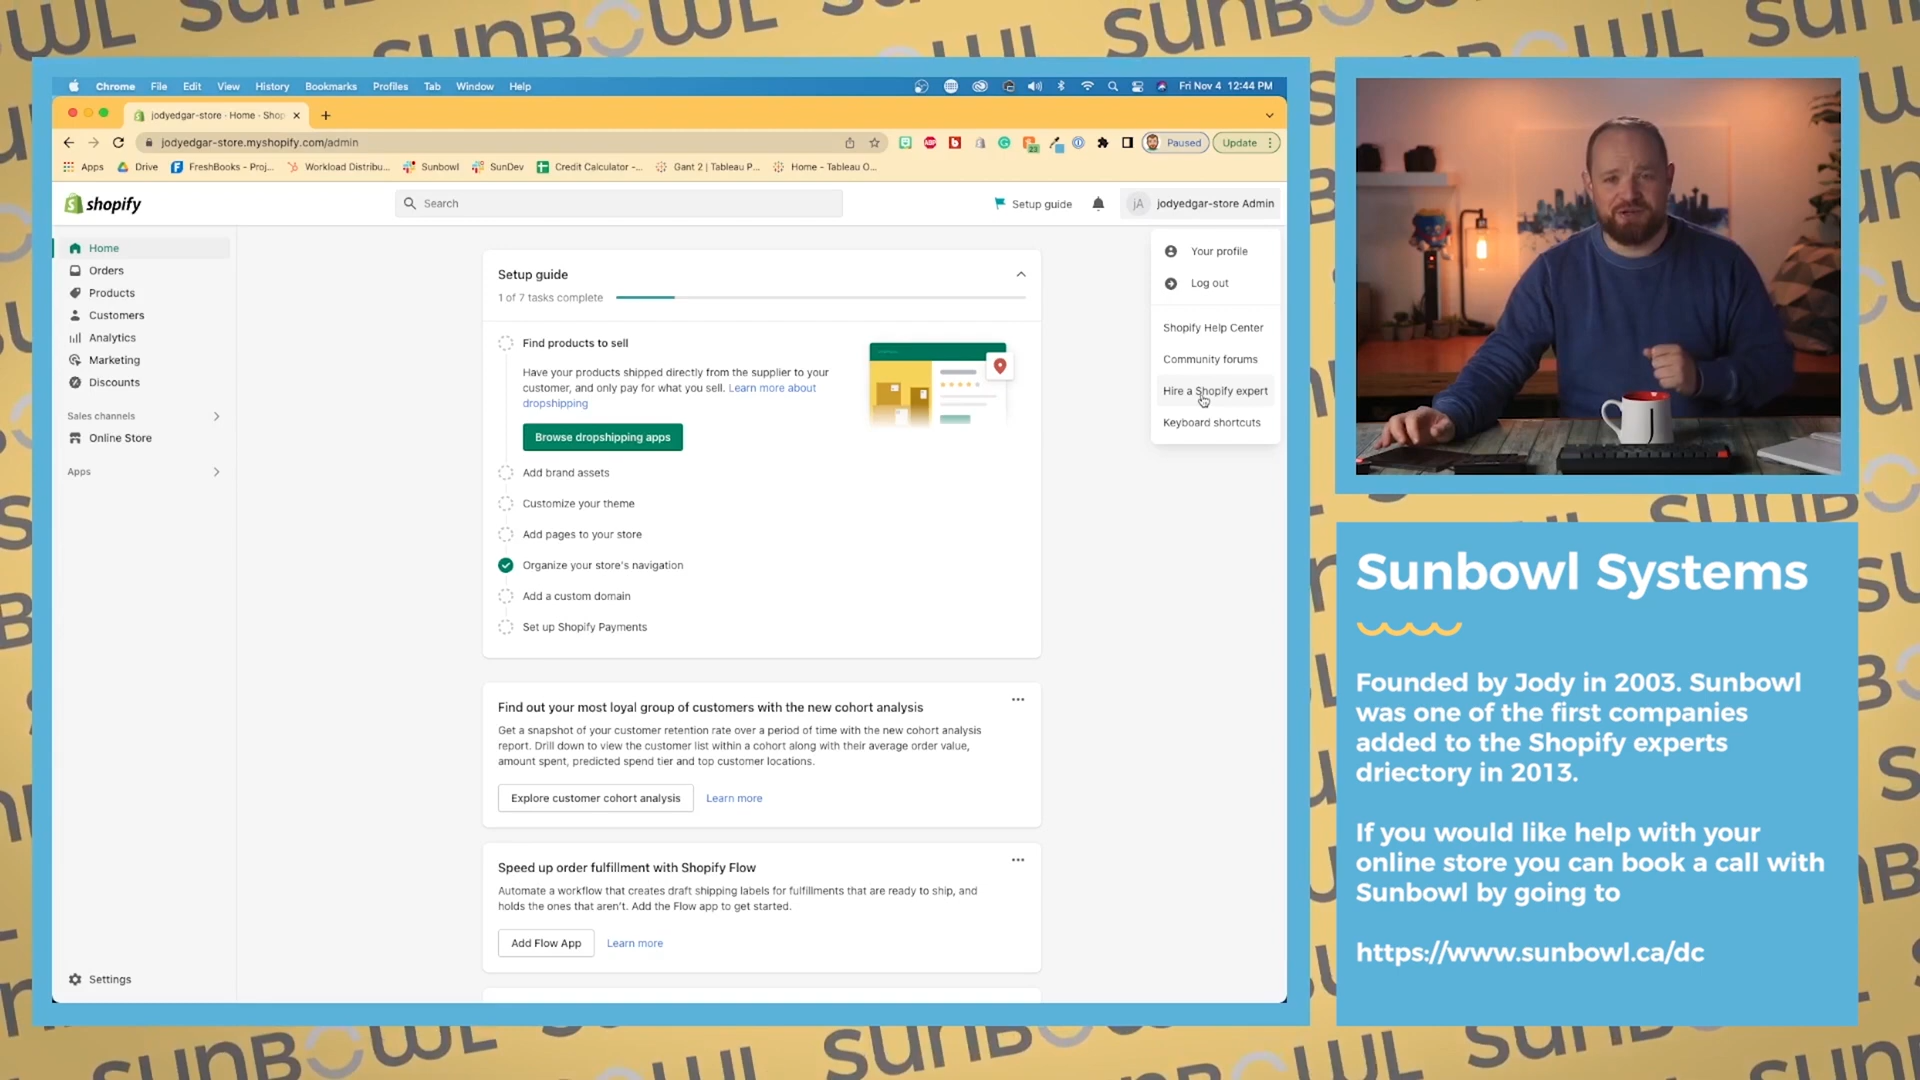 Chrome File Edit View History Bookmarks Profiles Tab Window Help
Fri Nov 4 12:44 PM
jodyedgar-store · Home · Shop
jodyedgar-store.myshopify.com/admin
Paused
Update
Apps Drive FreshBooks - Proj... Workload Distribu... Sunbowl SunDev Credit Calculator -... Gant 2 | Tableau P... Home - Tableau O...
shopify
Search
Setup guide
jA
jodyedgar-store Admin
Home
Orders
Products
Customers
Analytics
Marketing
Discounts
Sales channels
Online Store
Apps
Settings
Setup guide
1 of 7 tasks complete
Find products to sell
Have your products shipped directly from the supplier to your
customer, and only pay for what you sell. Learn more about
dropshipping
Browse dropshipping apps
Add brand assets
Customize your theme
Add pages to your store
Organize your store's navigation
Add a custom domain
Set up Shopify Payments
Find out your most loyal group of customers with the new cohort analysis
Get a snapshot of your customer retention rate over a period of time with the new cohort analysis
report. Drill down to view the customer list within a cohort along with their average order value,
amount spent, predicted spend tier and top customer locations.
Explore customer cohort analysis
Learn more
Speed up order fulfillment with Shopify Flow
Automate a workflow that creates draft shipping labels for fulfillments that are ready to ship, and
holds the ones that aren't. Add the Flow app to get started.
Add Flow App
Learn more
Your profile
Log out
Shopify Help Center
Community forums
Hire a Shopify expert
Keyboard shortcuts
Sunbowl Systems
Founded by Jody in 2003. Sunbowl
was one of the first companies
added to the Shopify experts
driectory in 2013.
If you would like help with your
online store you can book a call with
Sunbowl by going to
https://www.sunbowl.ca/dc
SUNBOWL
SUNBOWL